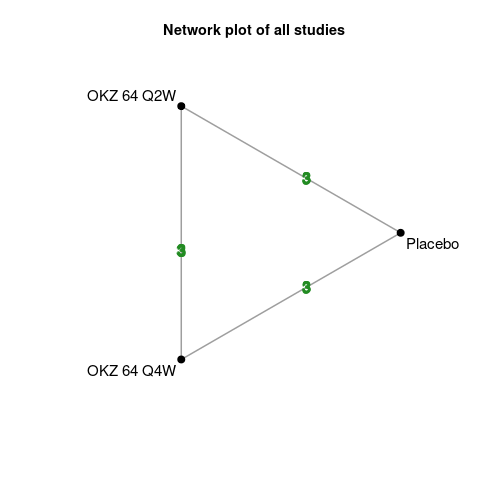 Network plot of all studies
OKZ 64 Q2W
3
Placebo
3
3
OKZ 64 Q4W